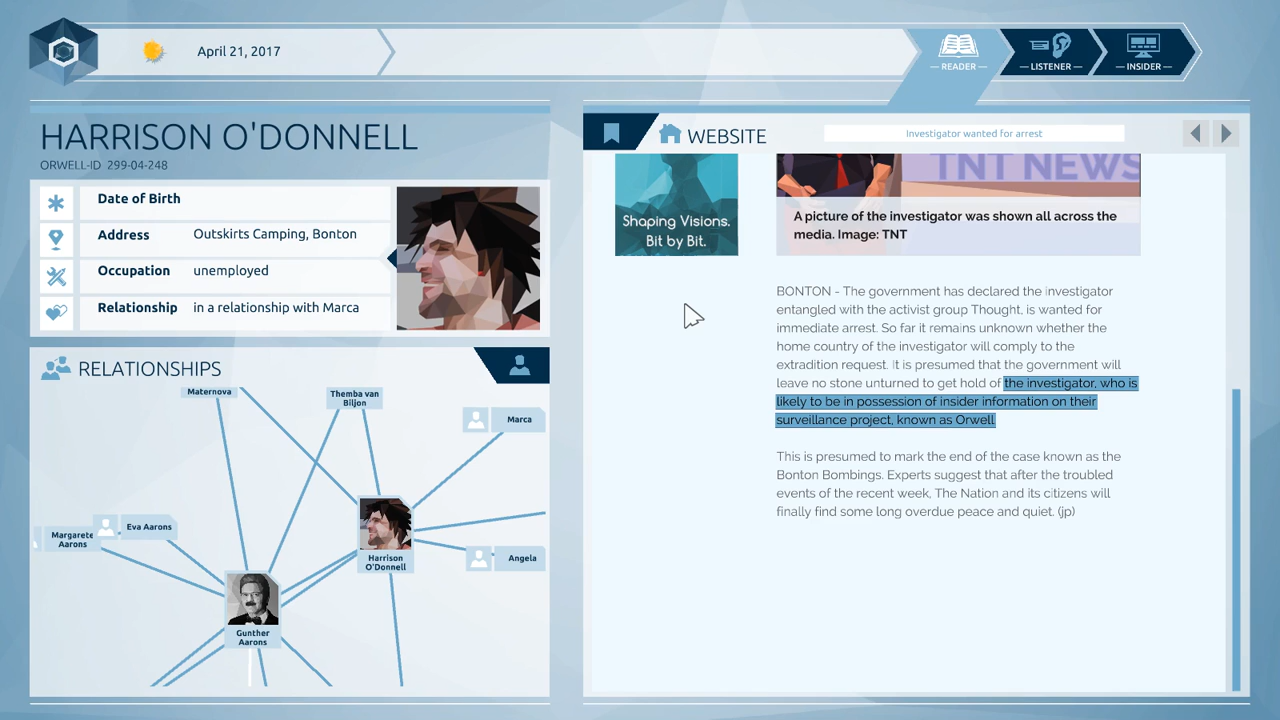 April 21, 2017
— READER —
— LISTENER —
— INSIDER —
HARRISON O'DONNELL
ORWELL-ID 299-04-248
Date of Birth
Address Outskirts Camping, Bonton
Occupation unemployed
Relationship in a relationship with Marca
RELATIONSHIPS
Maternova
Themba van
Biljon
Marca
Eva Aarons
Margarete
Aarons
Harrison
O'Donnell
Angela
Gunther
Aarons
WEBSITE
Investigator wanted for arrest
TNT NEWS
Shaping Visions.
Bit by Bit.
A picture of the investigator was shown all across the
media. Image: TNT
BONTON - The government has declared the investigator
entangled with the activist group Thought, is wanted for
immediate arrest. So far it remains unknown whether the
home country of the investigator will comply to the
extradition request. It is presumed that the government will
leave no stone unturned to get hold of the investigator, who is
likely to be in possession of insider information on their
surveillance project, known as Orwell
This is presumed to mark the end of the case known as the
Bonton Bombings. Experts suggest that after the troubled
events of the recent week, The Nation and its citizens will
finally find some long overdue peace and quiet. (jp)